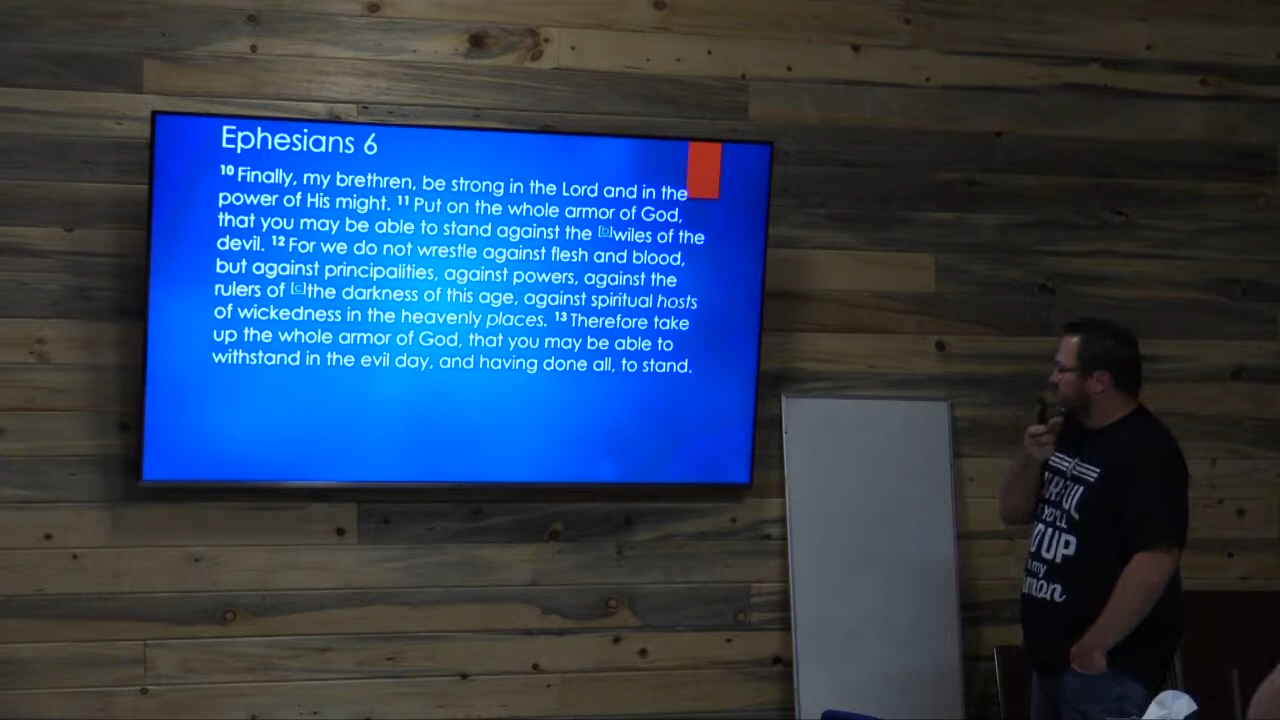 Ephesians 6
10 Finally, my brethren, be strong in the Lord and in the
power of His might. 11 Put on the whole armor of God,
that you may be able to stand against the [b]wiles of the
devil. 12 For we do not wrestle against flesh and blood,
but against principalities, against powers, against the
rulers of [c]the darkness of this age, against spiritual hosts
of wickedness in the heavenly places. 13 Therefore take
up the whole armor of God, that you may be able to
withstand in the evil day, and having done all, to stand.
YOU'LL
UP
my